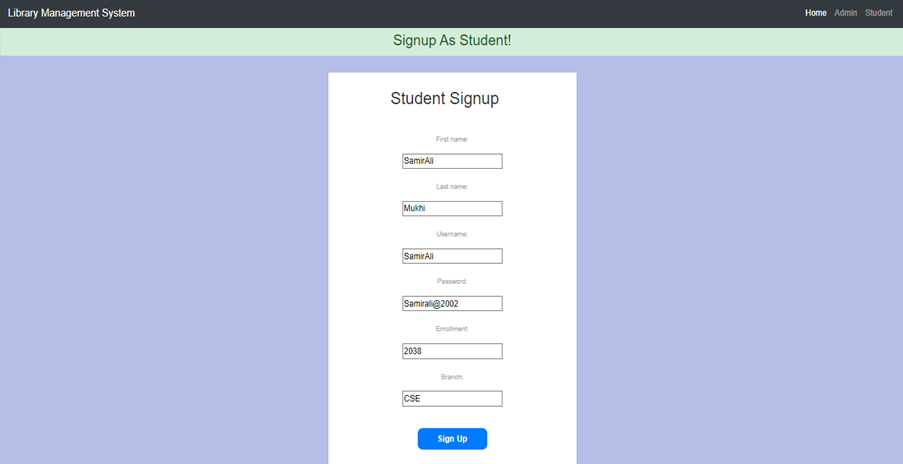 Library Management System
Home Admin Student
Signup As Student!
Student Signup
First name:
SamirAli
Last name:
Mukhi
Username:
SamirAli
Password:
Samirali@2002
Enrollment:
2038
Branch:
CSE
Sign Up